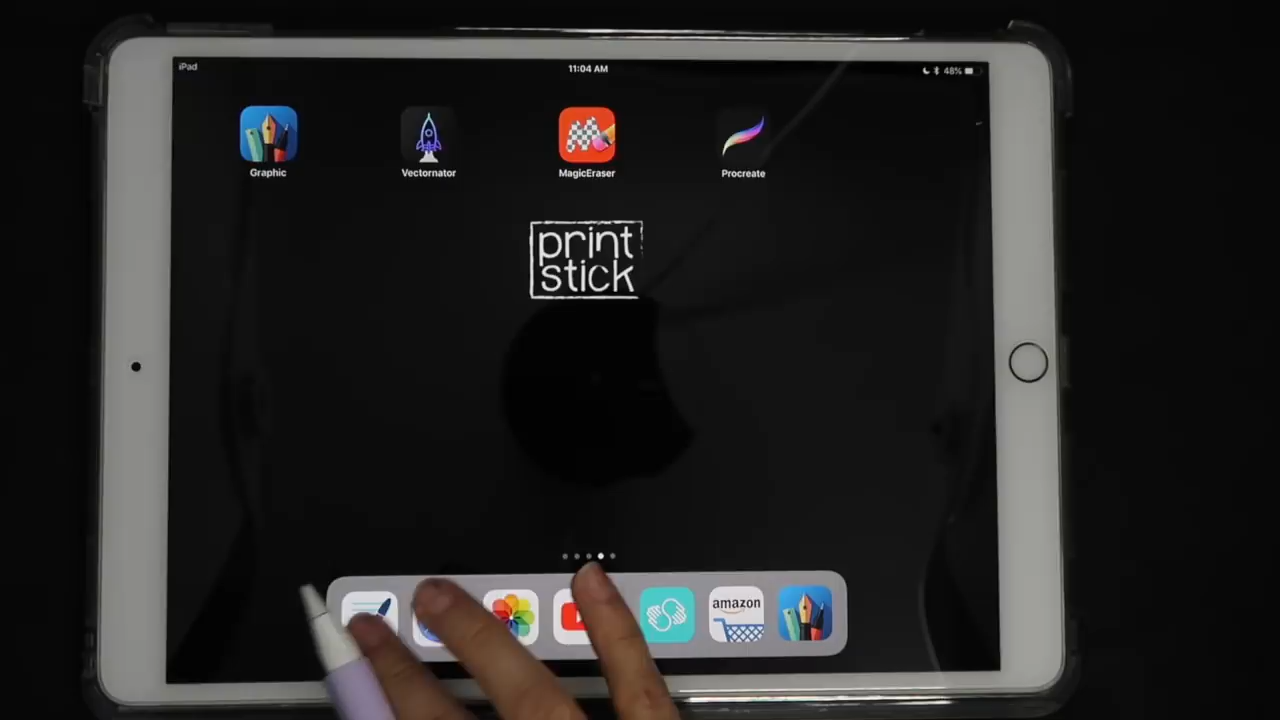 iPad
11:04 AM
48%
Graphic
Vectornator
MagicEraser
Procreate
print
stick
amazon